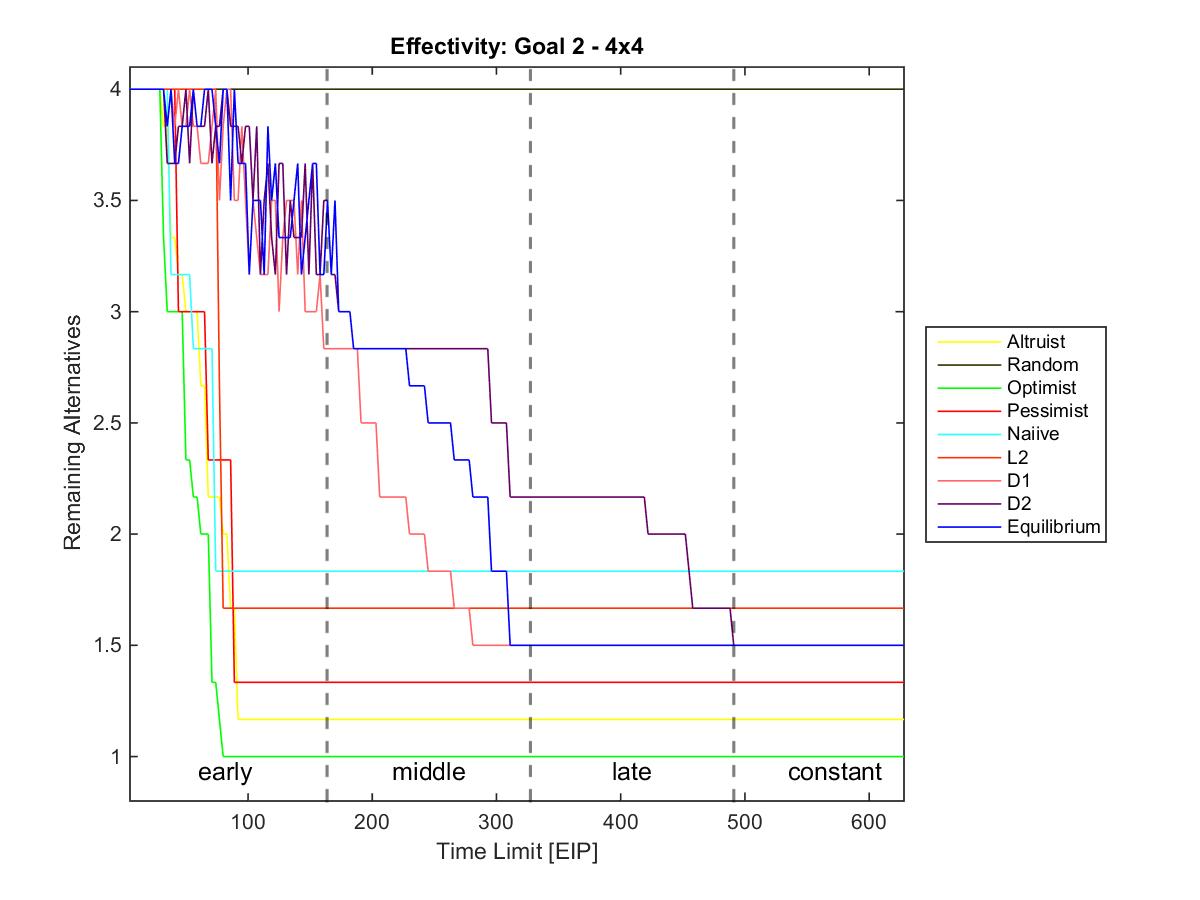 Effectivity: Goal 2 - 4x4
Remaining Alternatives
4
3.5
3
2.5
2
1.5
1
early
middle
late
constant
100
200
300
400
500
600
Time Limit [EIP]
Altruist
Random
Optimist
Pessimist
Naiive
L2
D1
D2
Equilibrium